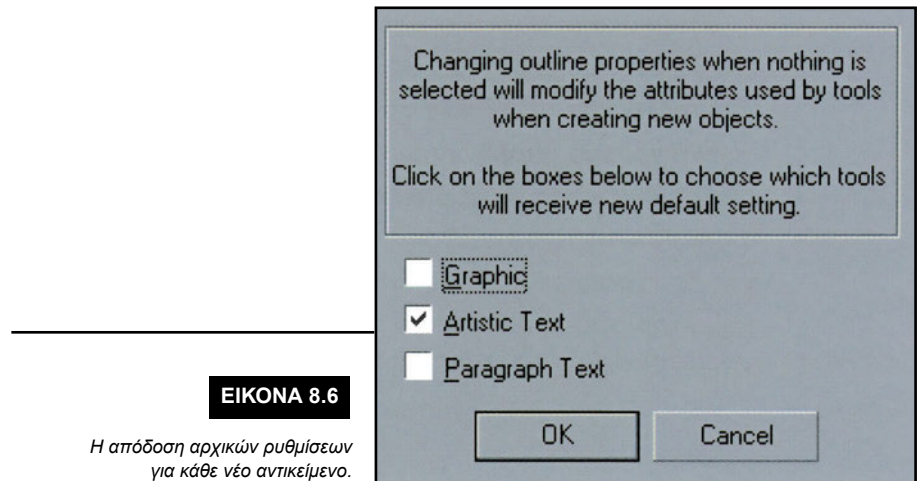 Changing outline properties when nothing is
selected will modify the attributes used by tools
when creating new objects.
Click on the boxes below to choose which tools
will receive new default setting.
Graphic
Artistic Text
Paragraph Text
OK
Cancel
ΕΙΚΟΝΑ 8.6
Η απόδοση αρχικών ρυθμίσεων
για κάθε νέο αντικείμενο.